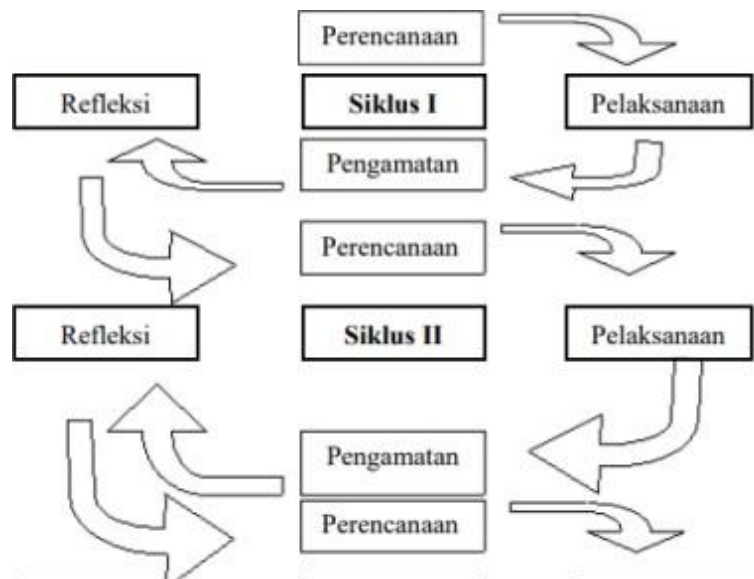 Perencanaan
Refleksi
Siklus I
Pelaksanaan
Pengamatan
Perencanaan
Refleksi
Siklus II
Pelaksanaan
Pengamatan
Perencanaan